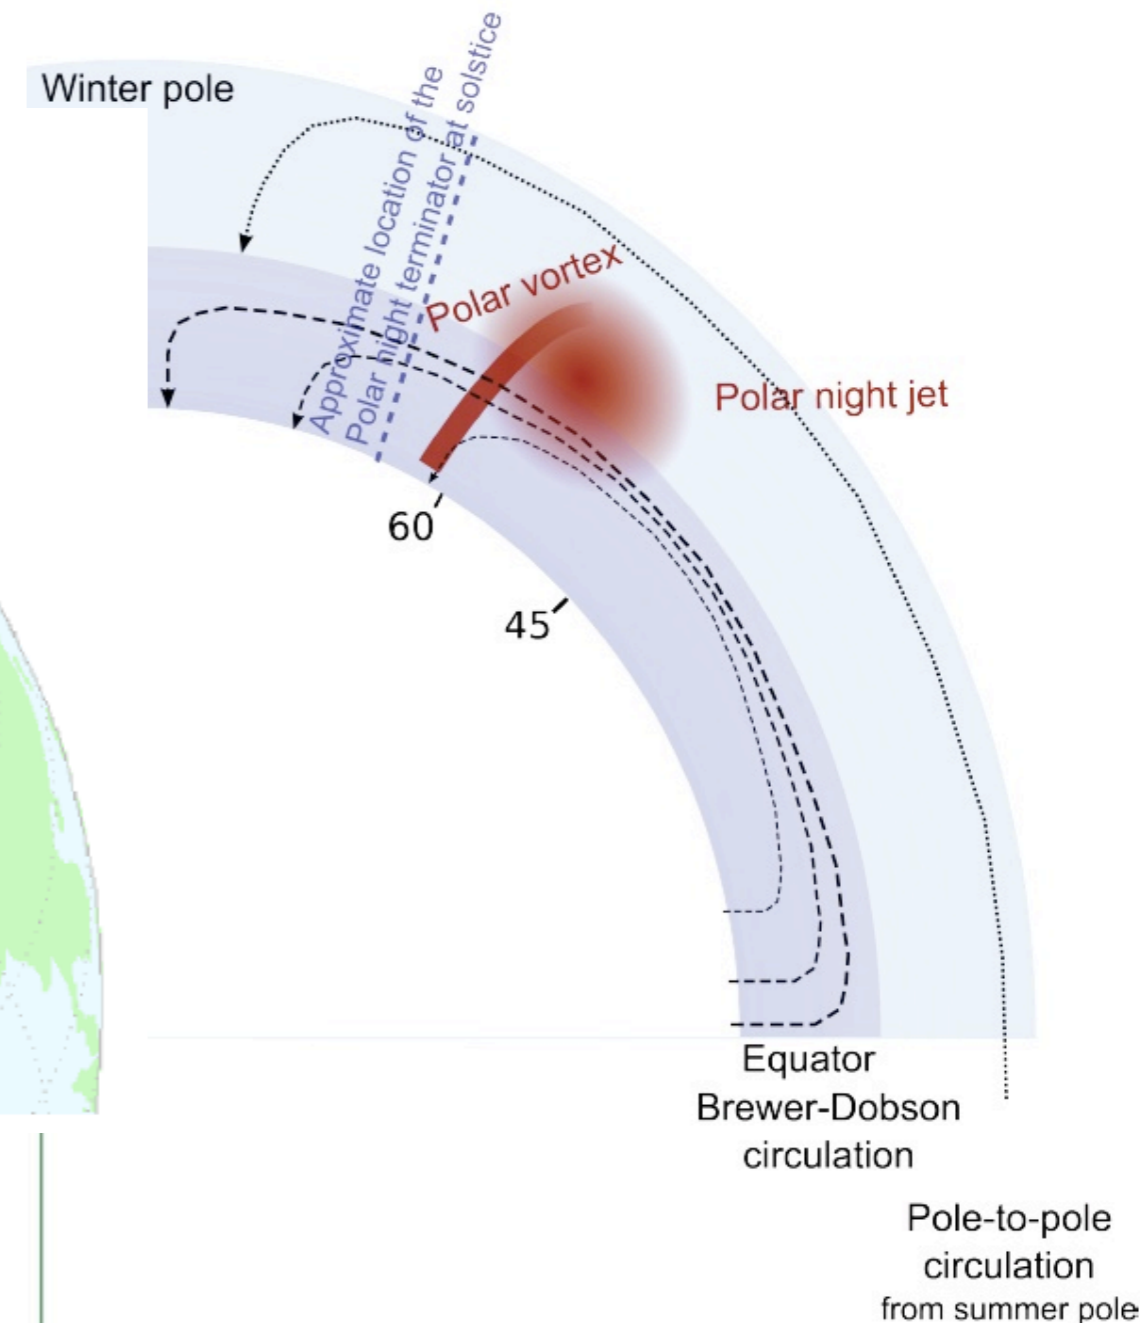 Winter pole
Approximate location of the
Polar night terminator at solstice
Polar vortex
Polar night jet
60
45
Equator
Brewer-Dobson
circulation
Pole-to-pole
circulation
from summer pole